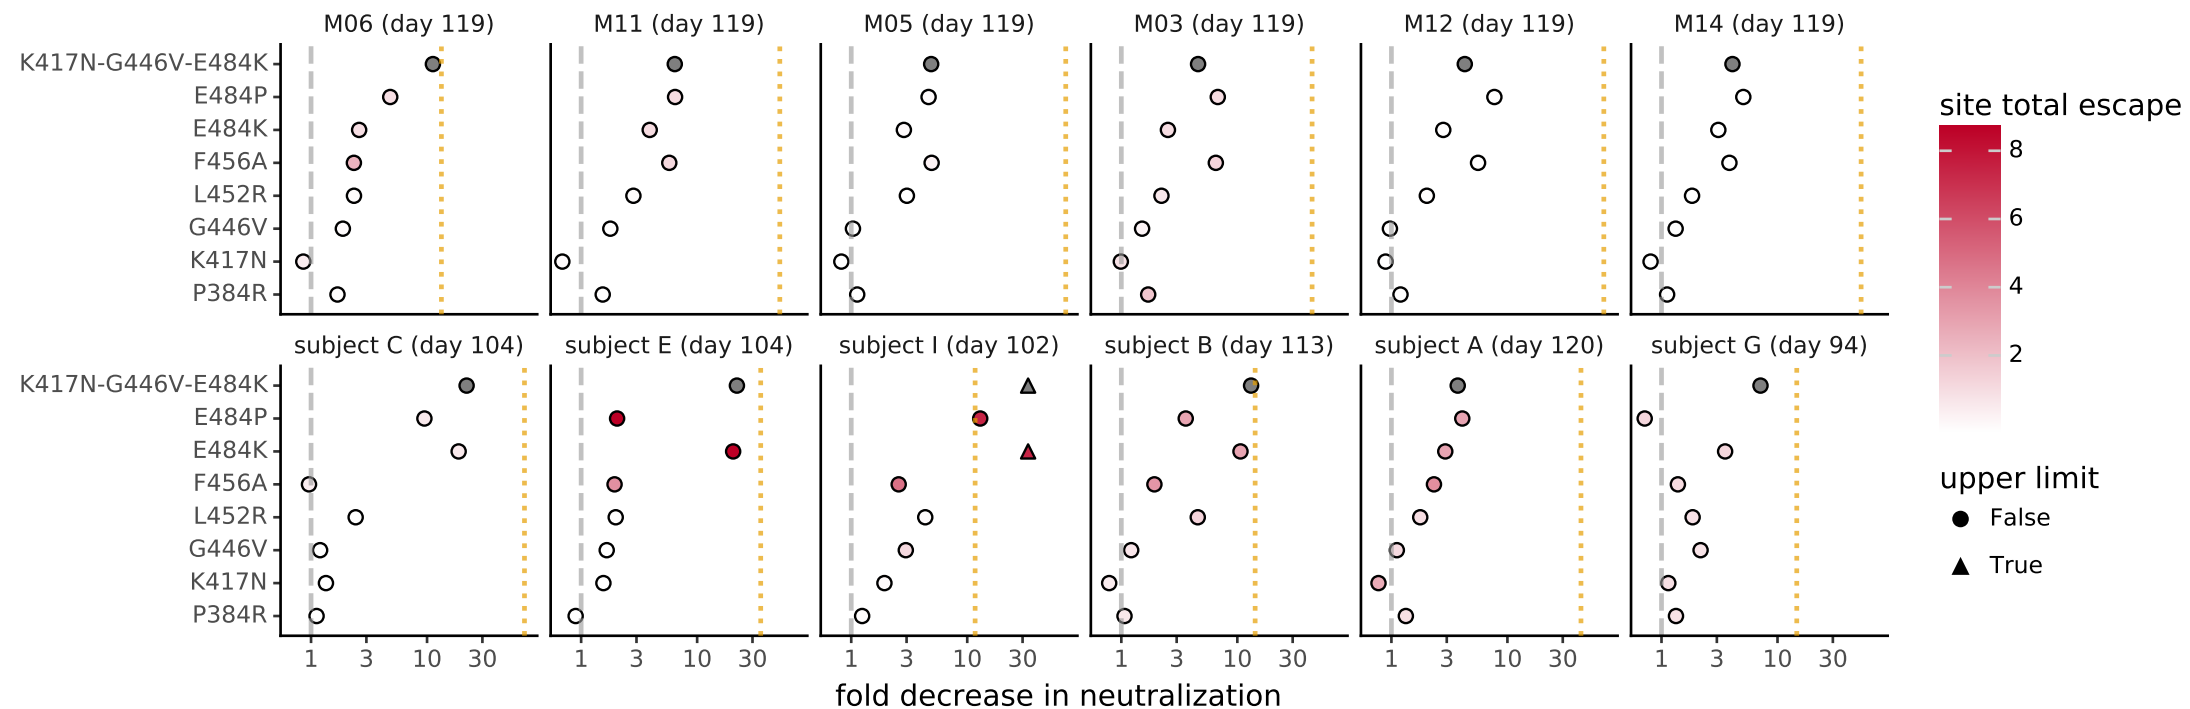 M06 (day 119) M11 (day 119) M05 (day 119) M03 (day 119) M12 (day 119) M14 (day 119)
K417N-G446V-E484K
E484P
E484K
F456A
L452R
G446V
K417N
P384R
subject C (day 104) subject E (day 104) subject I (day 102) subject B (day 113) subject A (day 120) subject G (day 94)
K417N-G446V-E484K
E484P
E484K
F456A
L452R
G446V
K417N
P384R
1 3 10 30 1 3 10 30 1 3 10 30 1 3 10 30 1 3 10 30 1 3 10 30
fold decrease in neutralization
site total escape
8
6
4
2
upper limit
False
True